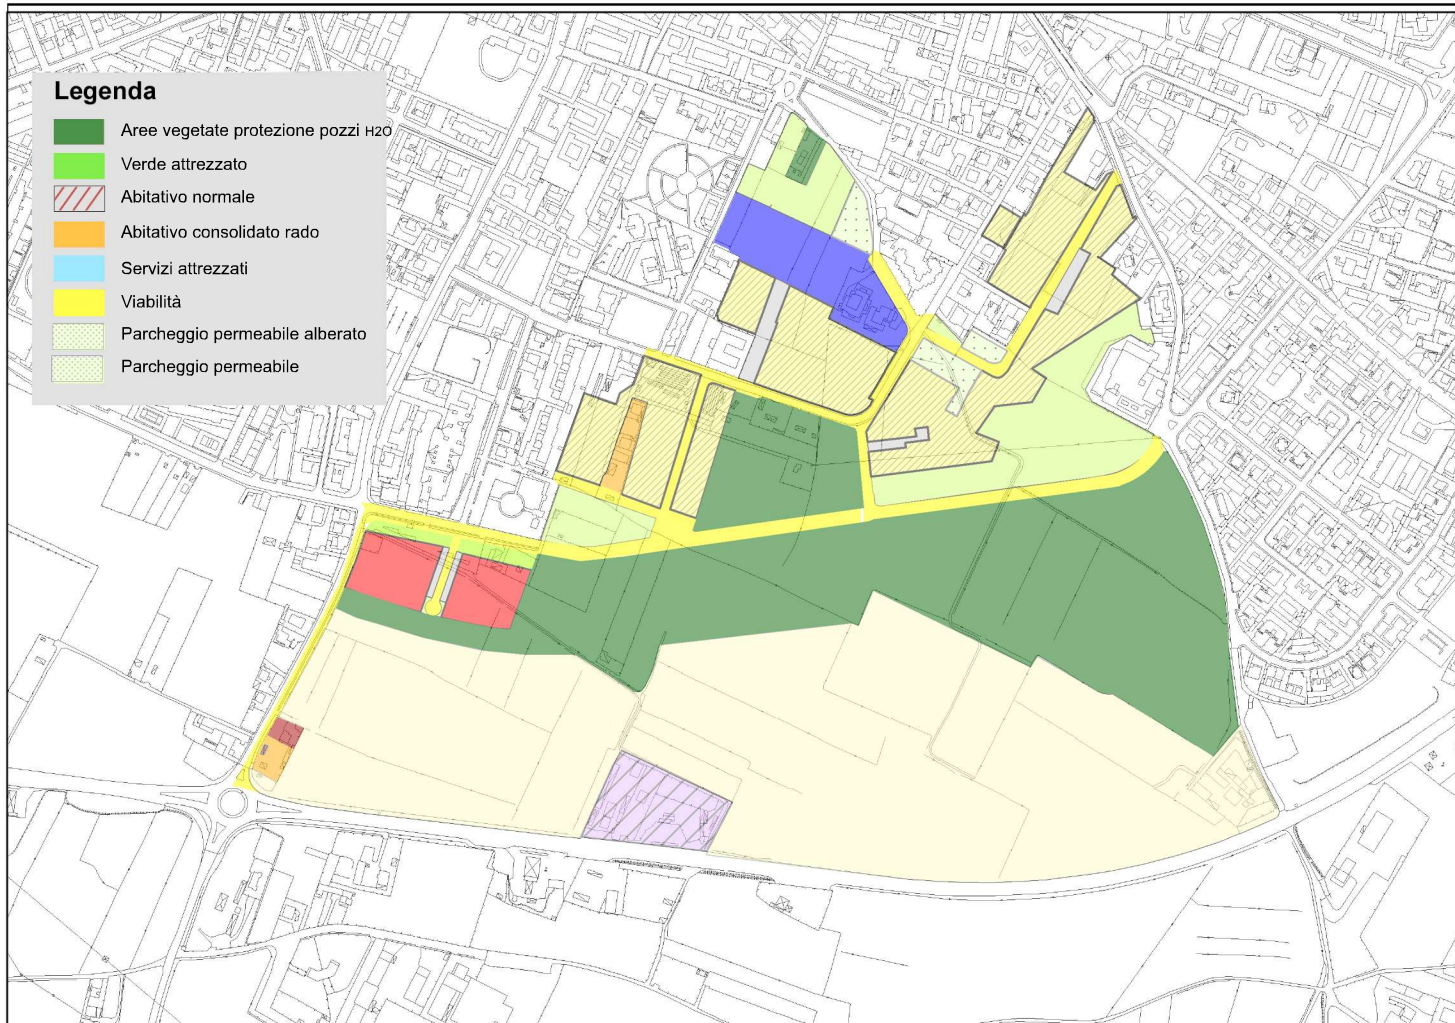 Legenda
Aree vegetate protezione pozzi H2O
Verde attrezzato
Abitativo normale
Abitativo consolidato rado
Servizi attrezzati
Viabilità
Parcheggio permeabile alberato
Parcheggio permeabile